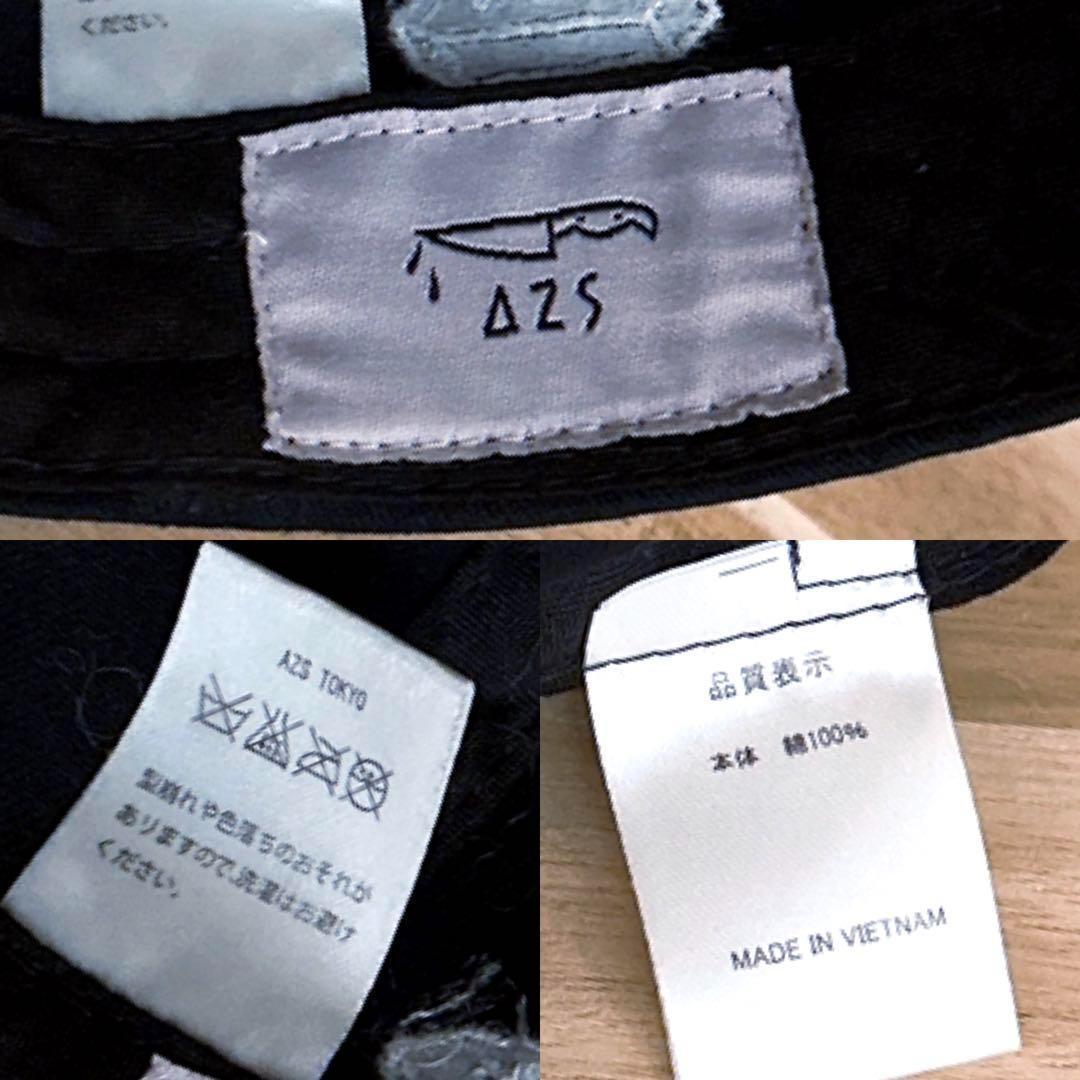 ください。
AZS
AZS TOKYO
型崩れや色落ちのおそれが
ありますので、洗濯はお避け
ください。
品質表示
本体 綿100%
MADE IN VIETNAM